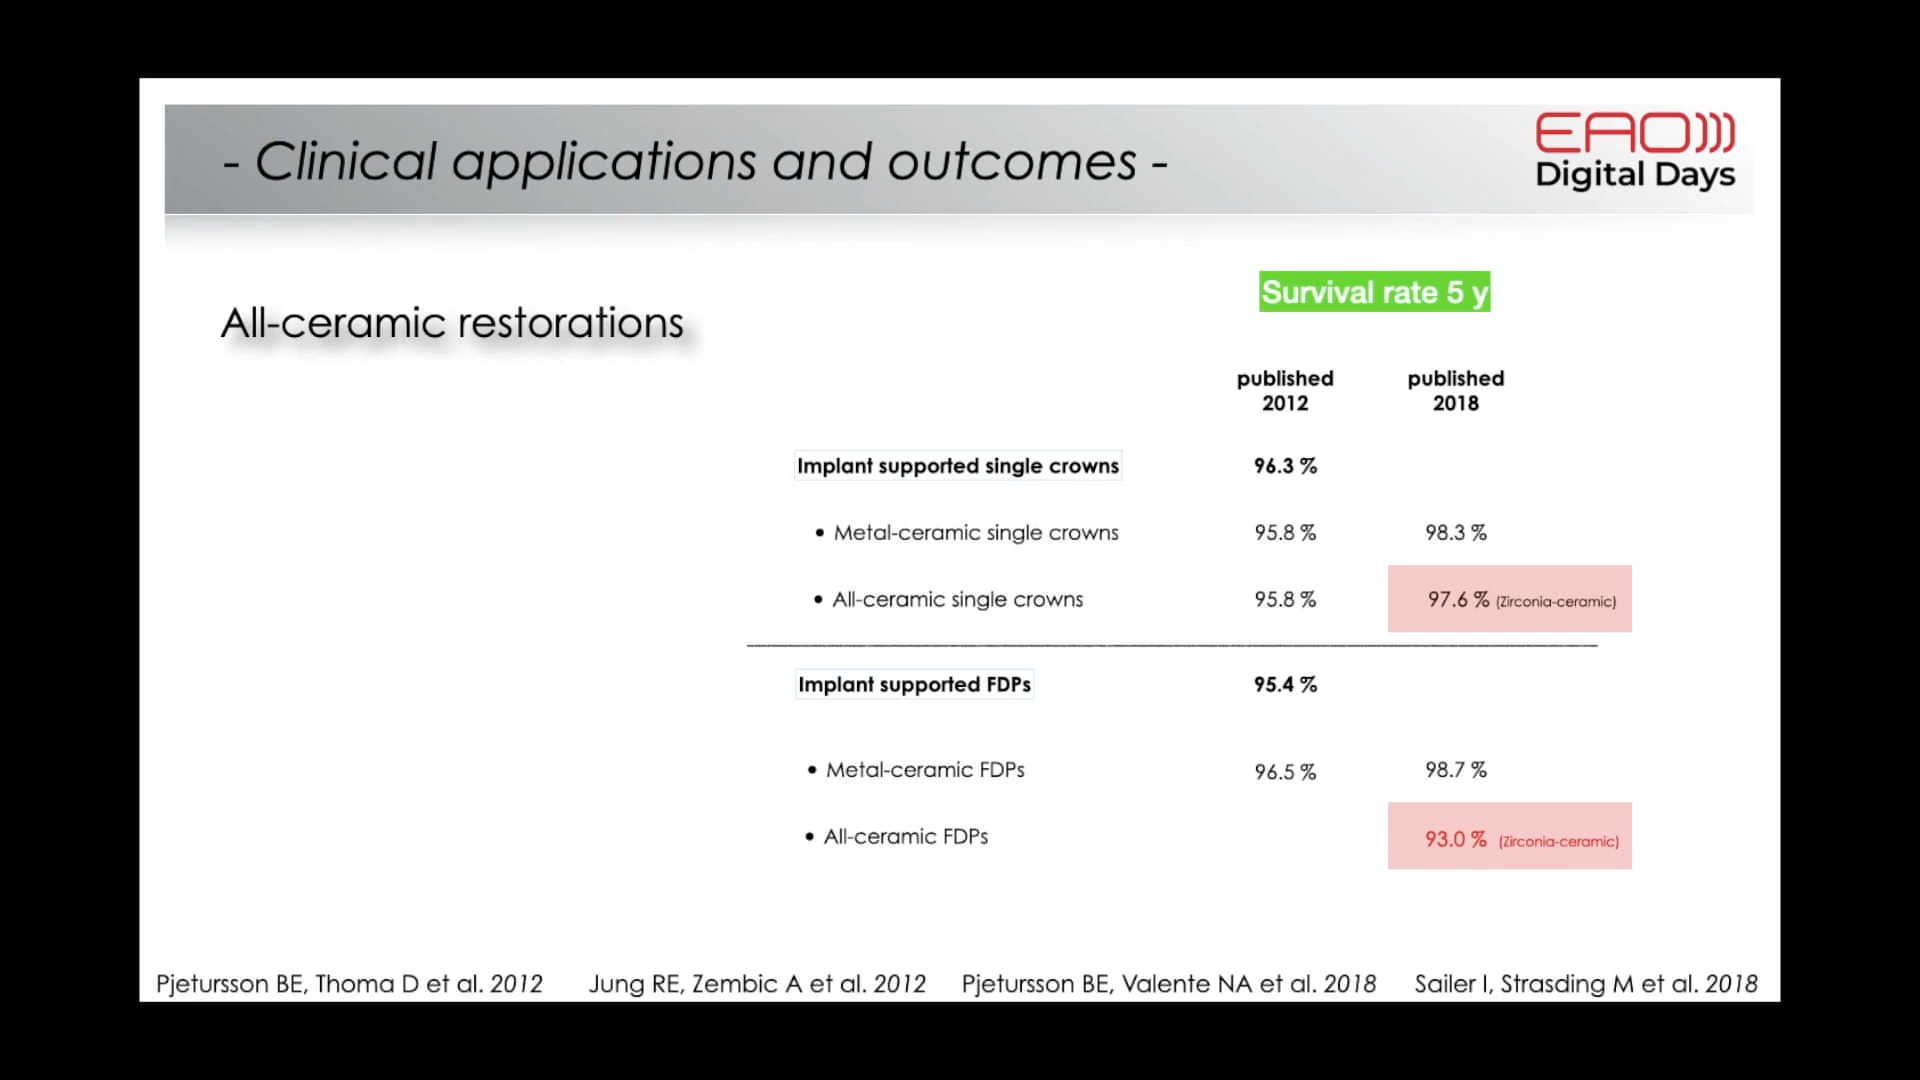 - Clinical applications and outcomes -
EAO)))
Digital Days
All-ceramic restorations
Survival rate 5 y
published 2012
published 2018
Implant supported single crowns 96.3 %
• Metal-ceramic single crowns 95.8 % 98.3 %
• All-ceramic single crowns 95.8 % 97.6 % (Zirconia-ceramic)
Implant supported FDPs 95.4 %
• Metal-ceramic FDPs 96.5 % 98.7 %
• All-ceramic FDPs 93.0 % (Zirconia-ceramic)
Pjetursson BE, Thoma D et al. 2012 Jung RE, Zembic A et al. 2012 Pjetursson BE, Valente NA et al. 2018 Sailer I, Strasding M et al. 2018